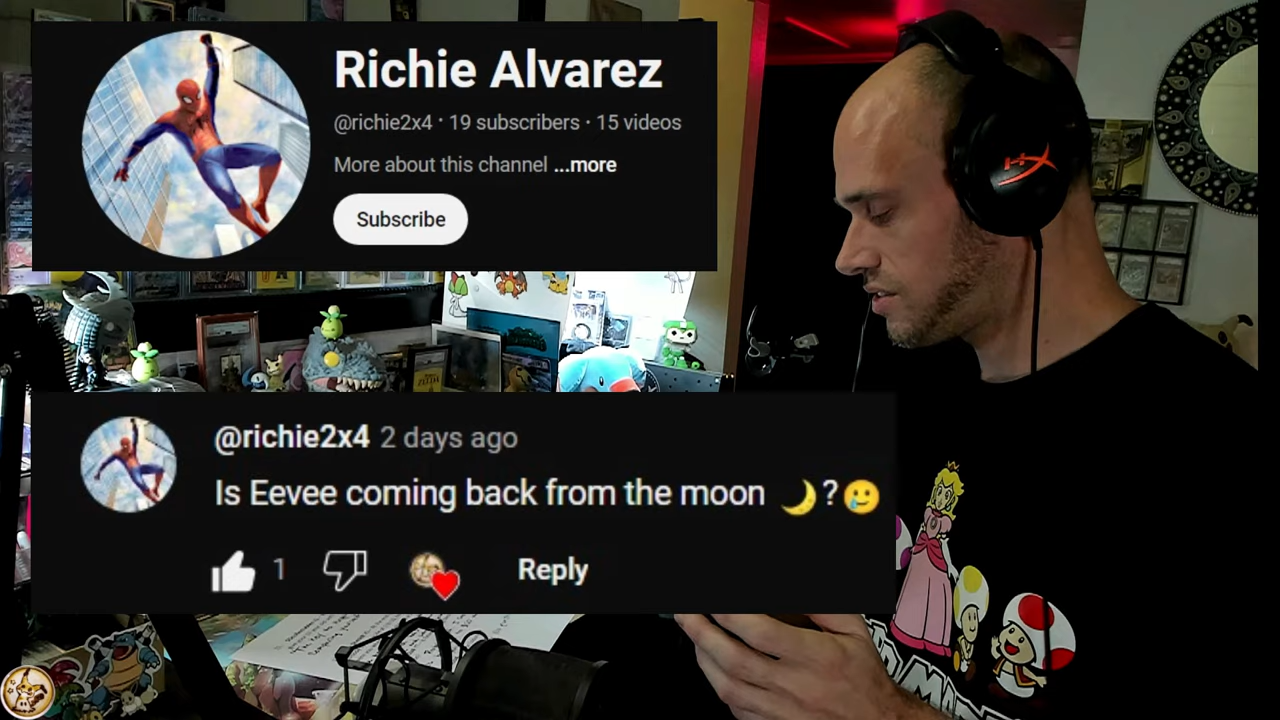 Richie Alvarez
@richie2x4 · 19 subscribers · 15 videos
More about this channel ...more
Subscribe
@richie2x4 2 days ago
Is Eevee coming back from the moon 🌙?🥲
1
Reply